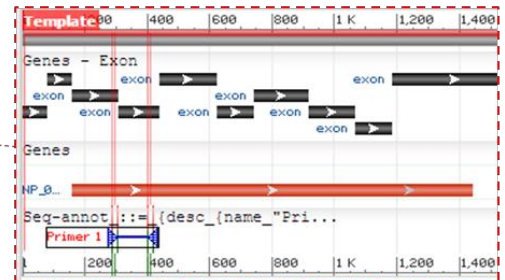 Template 200 400 600 800 1 K 1,200 1,400
Genes - Exon
exon exon
exon exon
exon exon exon
exon
Genes
NP_0...
Seq-annot ::= {desc {name "Pri...
Primer 1
1 200 400 600 800 1 K 1,200 1,400